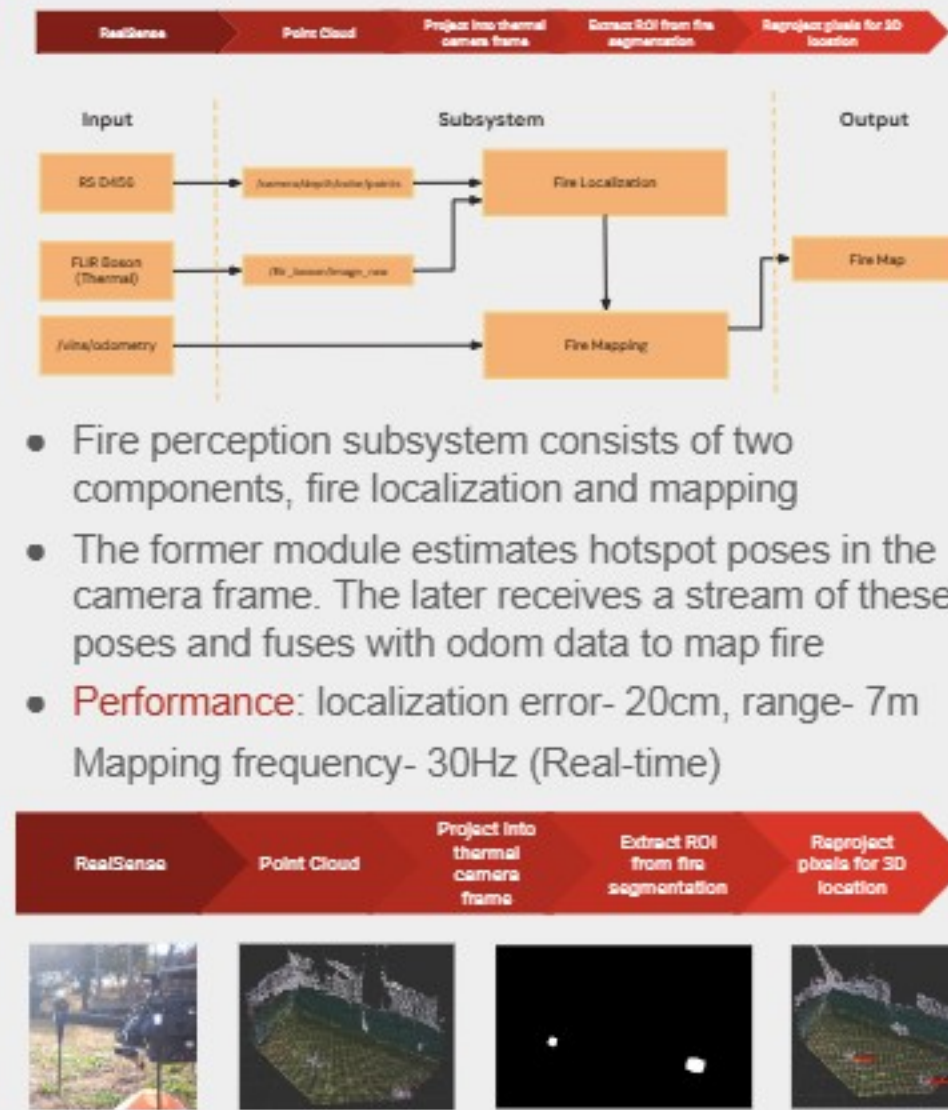 RealSense
Point Cloud
Project into thermal
camera frame
Extract ROI from fire
segmentation
Reproject pixels for 3D
location
Input
Subsystem
Output
RS D456
/camera/depth/color/points
Fire Localization
FLIR Boson
(Thermal)
/flir_boson/image_raw
Fire Map
/vins/odometry
Fire Mapping
• Fire perception subsystem consists of two
components, fire localization and mapping
• The former module estimates hotspot poses in the
camera frame. The later receives a stream of these
poses and fuses with odom data to map fire
• Performance: localization error- 20cm, range- 7m
Mapping frequency- 30Hz (Real-time)
RealSense
Point Cloud
Project into
thermal
camera
frame
Extract ROI
from fire
segmentation
Reproject
pixels for 3D
location